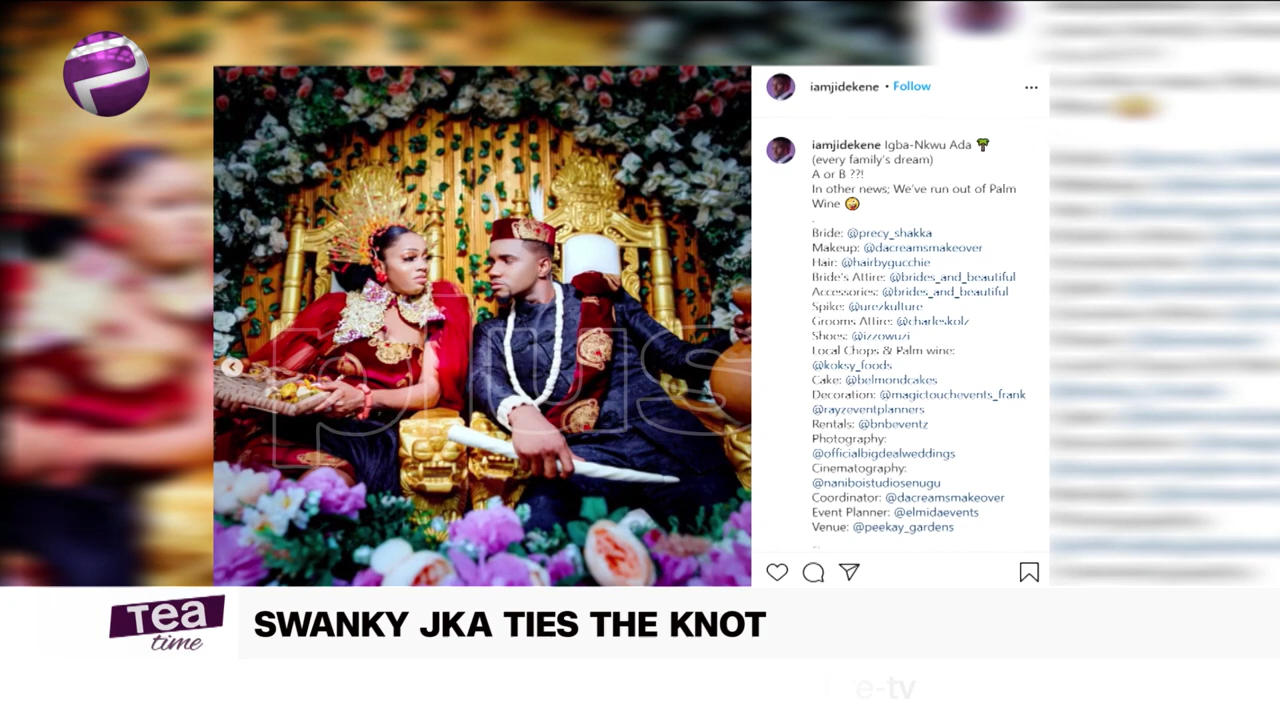 iamjidekene • Follow
iamjidekene Igba-Nkwu Ada 🌴
(every family's dream)
A or B ??!
In other news; We've run out of Palm
Wine 😜
.
Bride: @precy_shakka
Makeup: @dacreamsmakeover
Hair: @hairbygucchie
Bride's Attire: @brides_and_beautiful
Accessories: @brides_and_beautiful
Spike: @urezkulture
Grooms Attire: @charleskolz
Shoes: @izzowuzi
Local Chops & Palm wine:
@koksy_foods
Cake: @belmondcakes
Decoration: @magictouchevents_frank
@rayzeventplanners
Rentals: @bnbeventz
Photography:
@officialbigdealweddings
Cinematography:
@naniboistudiosenugu
Coordinator: @dacreamsmakeover
Event Planner: @elmidaevents
Venue: @peekay_gardens
plus
Tea
time
SWANKY JKA TIES THE KNOT
e-tv